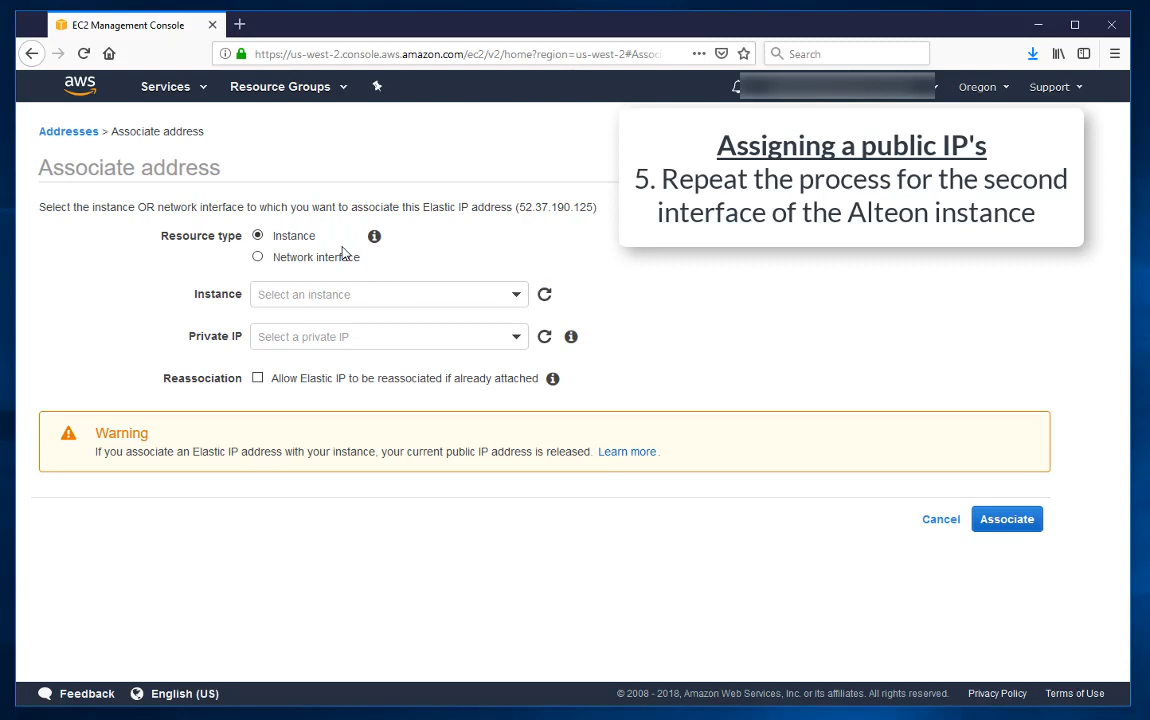 EC2 Management Console
https://us-west-2.console.aws.amazon.com/ec2/v2/home?region=us-west-2#Assoc
Search
aws
Services
Resource Groups
Oregon
Support
Addresses > Associate address
Associate address
Select the instance OR network interface to which you want to associate this Elastic IP address (52.37.190.125)
Assigning a public IP's
5. Repeat the process for the second
interface of the Alteon instance
Resource type
Instance
Network interface
Instance
Select an instance
Private IP
Select a private IP
Reassociation
Allow Elastic IP to be reassociated if already attached
Warning
If you associate an Elastic IP address with your instance, your current public IP address is released. Learn more.
Cancel
Associate
Feedback
English (US)
© 2008 - 2018, Amazon Web Services, Inc. or its affiliates. All rights reserved.
Privacy Policy
Terms of Use